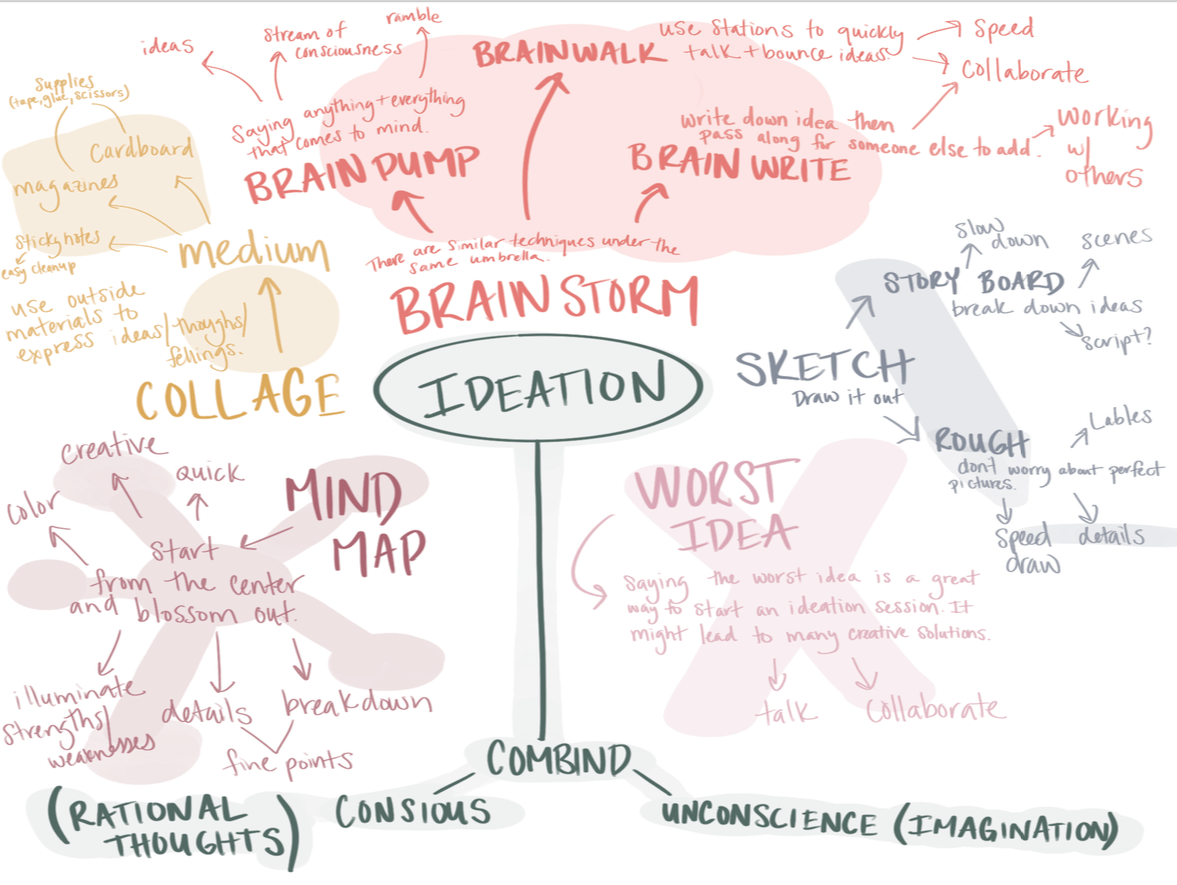 ideas
stream of
consciousness
ramble
Saying anything + everything
that comes to mind.
BRAIN DUMP
BRAINWALK
use stations to quickly
talk + bounce ideas.
Speed
Collaborate
Write down idea then
pass along for someone else to add.
BRAIN WRITE
Working
w/
others
There are similar techniques under the
same umbrella.
BRAINSTORM
Supplies
(tape, glue, scissors)
Cardboard
magazines
Stickynotes
easy cleanup
medium
use outside
materials to
express ideas/thoughs/
fellings.
COLLAGE
IDEATION
slow
down
scenes
STORY BOARD
break down ideas
script?
SKETCH
Draw it out
ROUGH
don't worry about perfect
pictures.
Lables
Speed
draw
details
MIND
MAP
creative
quick
color
start
from the center
and blossom out.
illuminate
strengths/
weaknesses
details
breakdown
fine points
WORST
IDEA
Saying the worst idea is a great
way to start an ideation session. It
might lead to many creative solutions.
talk
Collaborate
COMBIND
CONSIOUS
(RATIONAL
THOUGHTS)
UNCONSCIENCE (IMAGINATION)